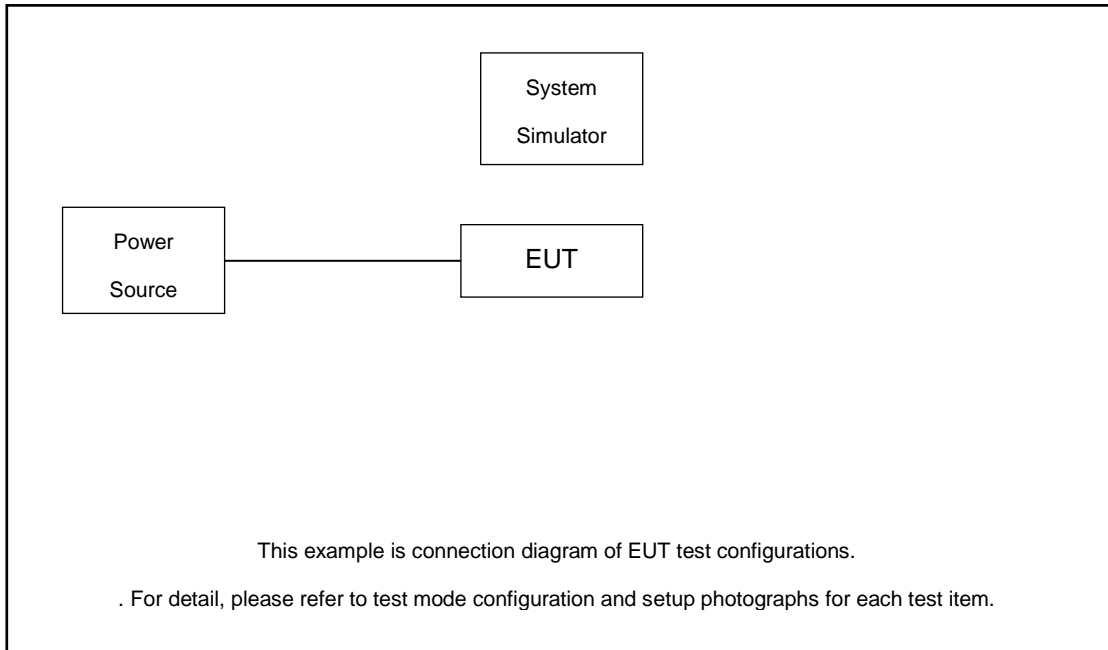 System
Simulator
Power
Source
EUT
This example is connection diagram of EUT test configurations.
. For detail, please refer to test mode configuration and setup photographs for each test item.